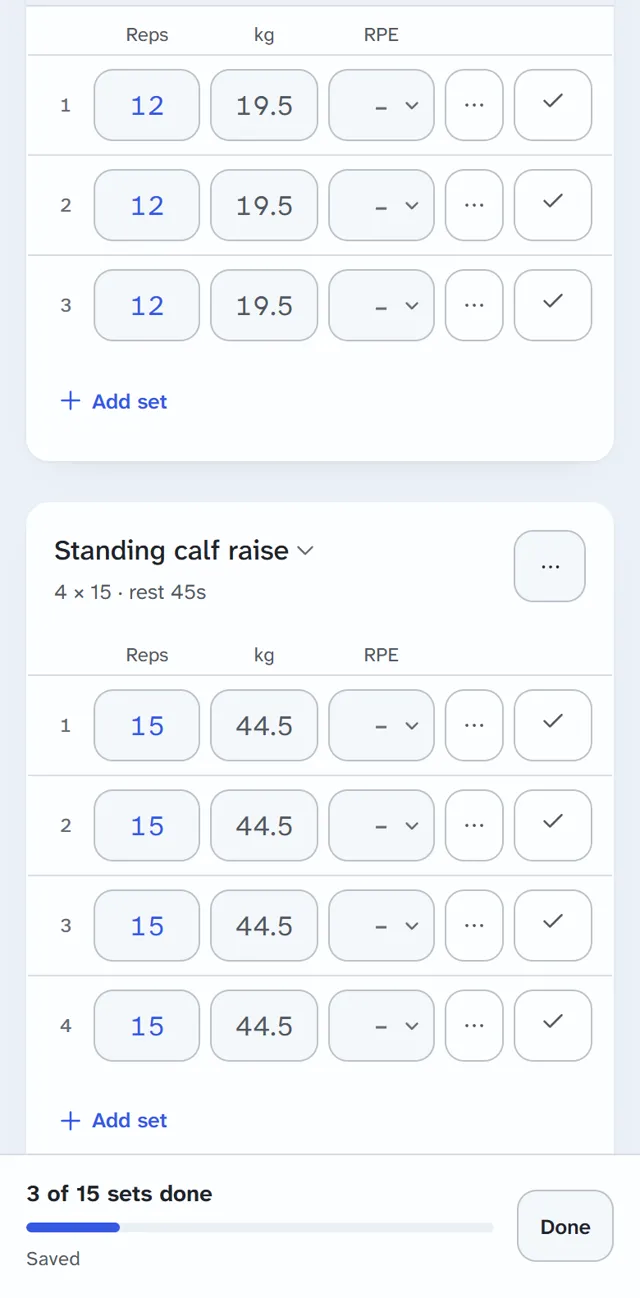 Reps kg RPE
1 12 19.5 – ...
2 12 19.5 – ...
3 12 19.5 – ...
+ Add set
Standing calf raise
...
4 × 15 · rest 45s
Reps kg RPE
1 15 44.5 – ...
2 15 44.5 – ...
3 15 44.5 – ...
4 15 44.5 – ...
+ Add set
3 of 15 sets done
Done
Saved